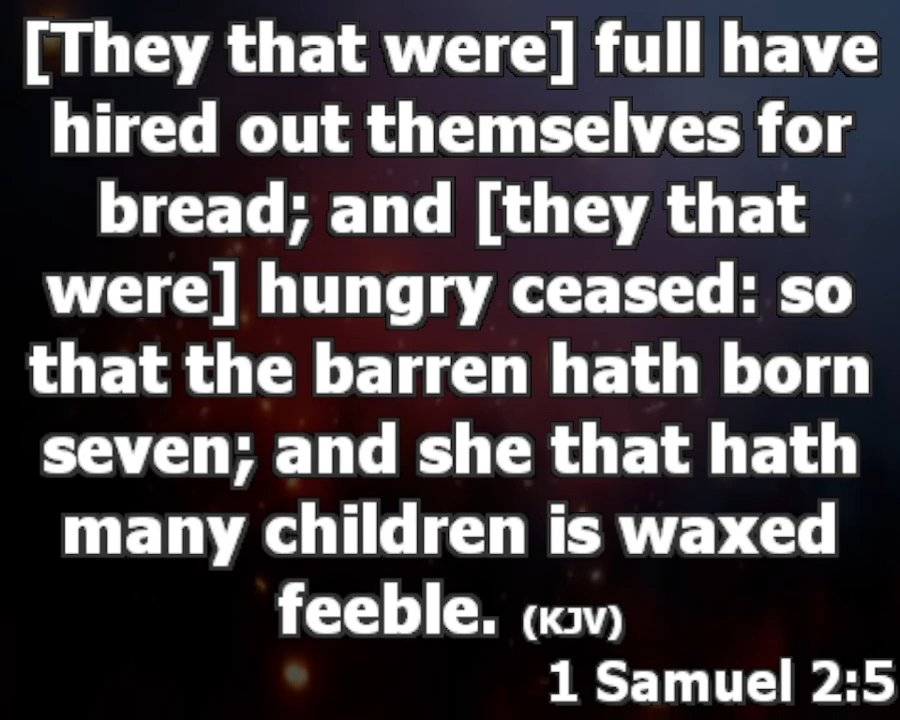 [They that were] full have
hired out themselves for
bread; and [they that
were] hungry ceased: so
that the barren hath born
seven; and she that hath
many children is waxed
feeble. (KJV)
1 Samuel 2:5